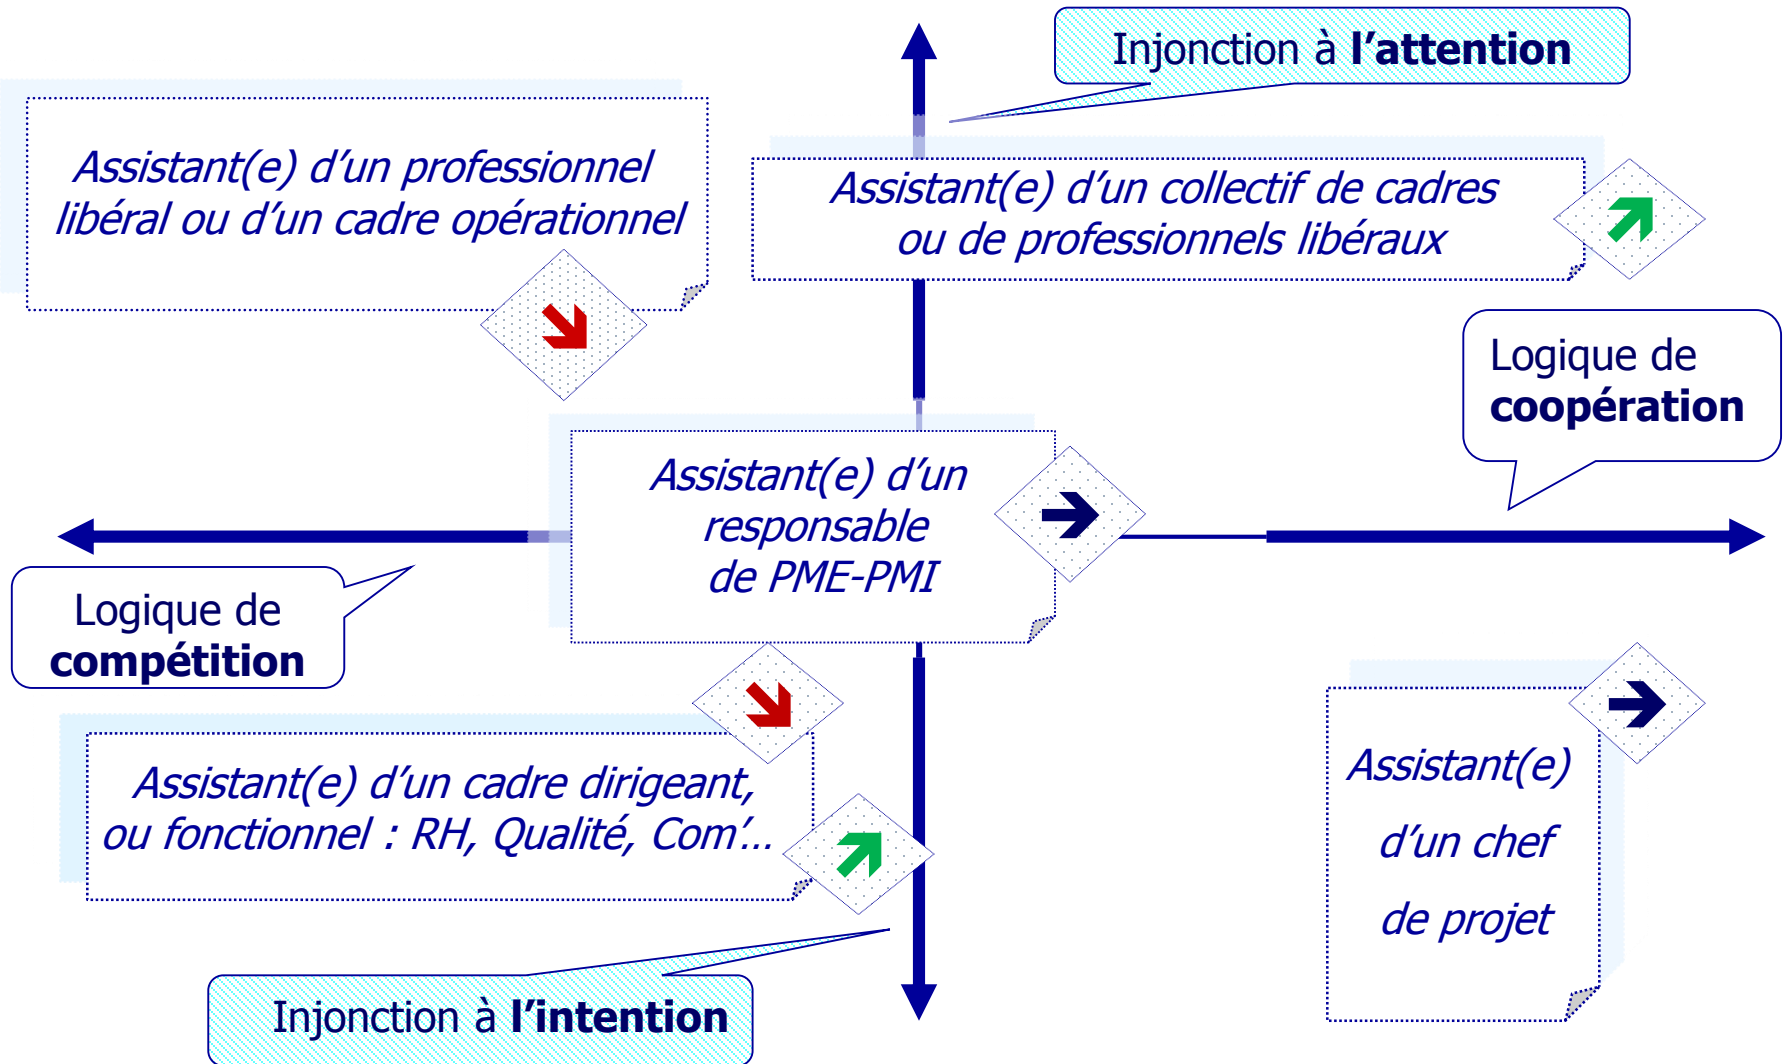 Injonction à l’attention
Assistant(e) d’un professionnel
libéral ou d’un cadre opérationnel
Assistant(e) d’un collectif de cadres
ou de professionnels libéraux
Logique de
coopération
Assistant(e) d’un
responsable
de PME-PMI
Logique de
compétition
Assistant(e) d’un cadre dirigeant,
ou fonctionnel : RH, Qualité, Com’…
Assistant(e)
d’un chef
de projet
Injonction à l’intention